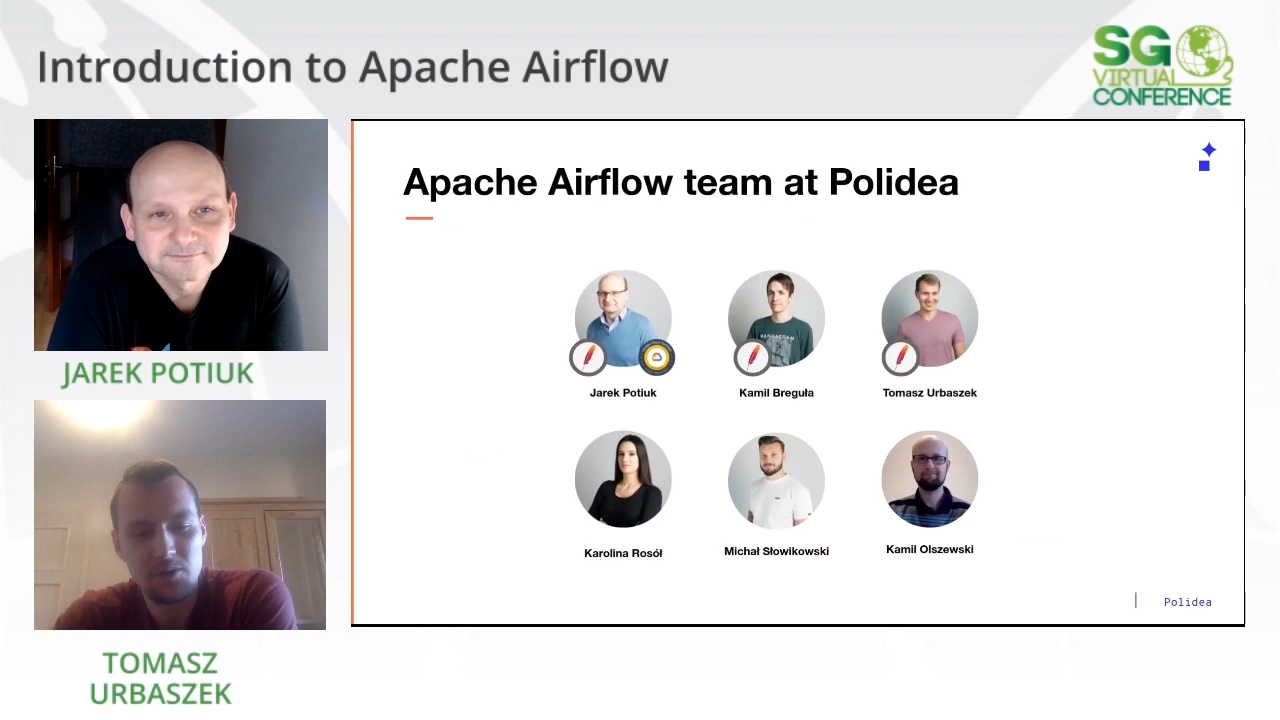 Introduction to Apache Airflow
SG
VIRTUAL
CONFERENCE
JAREK POTIUK
TOMASZ
URBASZEK
Apache Airflow team at Polidea
Jarek Potiuk
Kamil Breguła
Tomasz Urbaszek
Karolina Rosół
Michał Słowikowski
Kamil Olszewski
Polidea